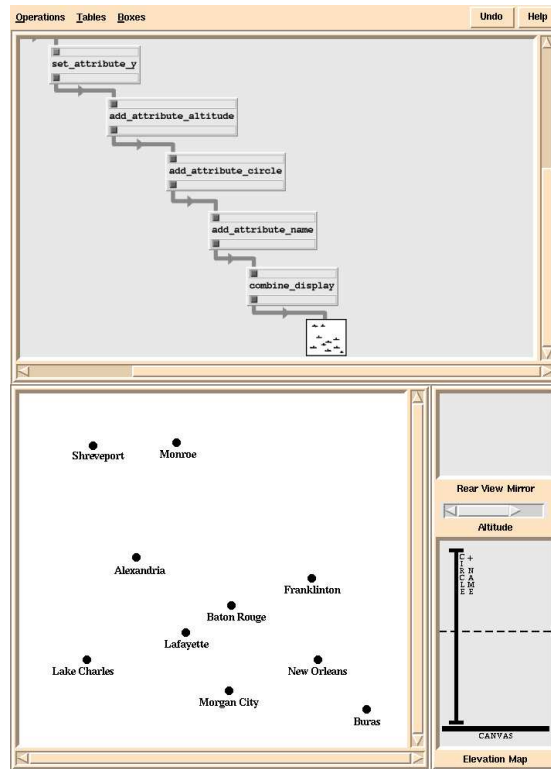 Operations Tables Boxes Undo Help
set_attribute_y
add_attribute_altitude
add_attribute_circle
add_attribute_name
combine_display
Shreveport
Monroe
Alexandria
Franklinton
Baton Rouge
Lafayette
Lake Charles
New Orleans
Morgan City
Buras
Rear View Mirror
Altitude
CIRCLE
+ NAME
CANVAS
Elevation Map